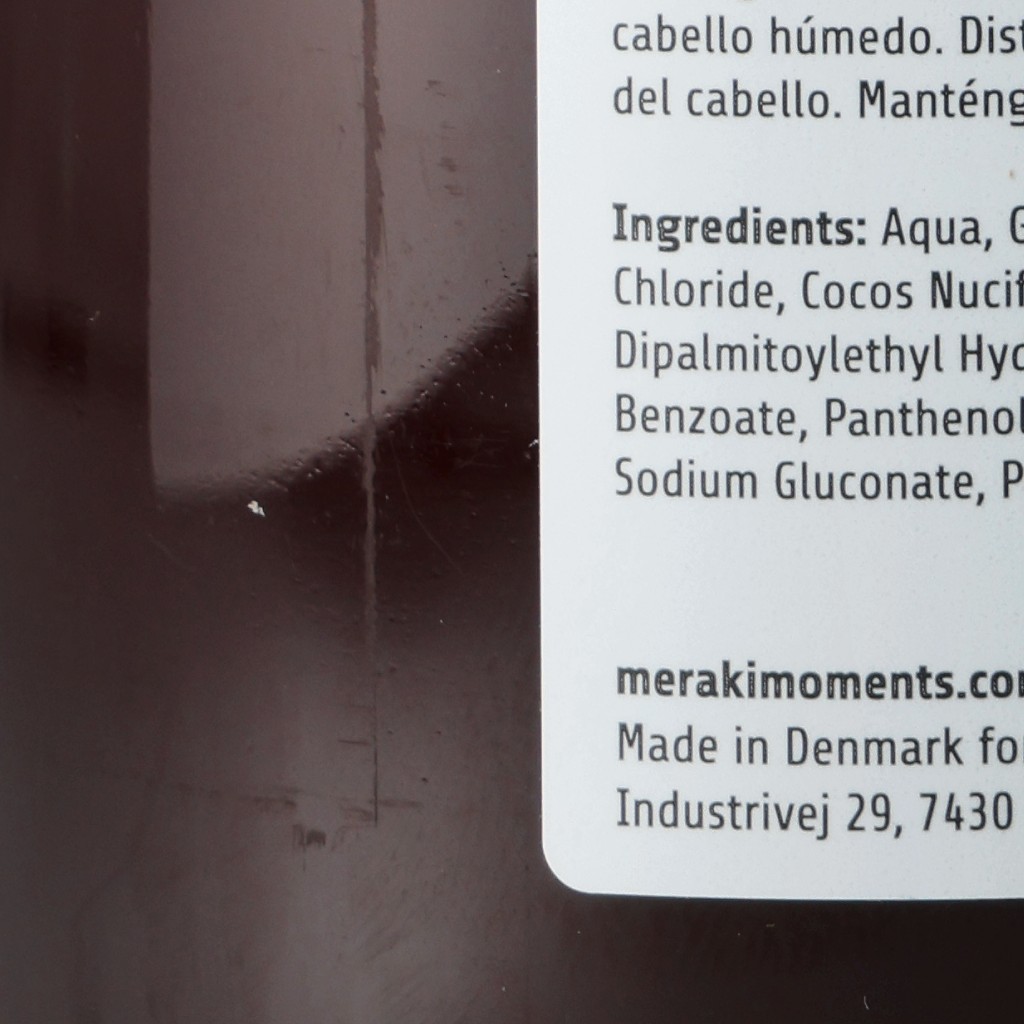 cabello húmedo. Dist
del cabello. Manténg
Ingredients: Aqua, G
Chloride, Cocos Nucif
Dipalmitoylethyl Hyd
Benzoate, Panthenol
Sodium Gluconate, P
merakimoments.com
Made in Denmark fo
Industrivej 29, 7430